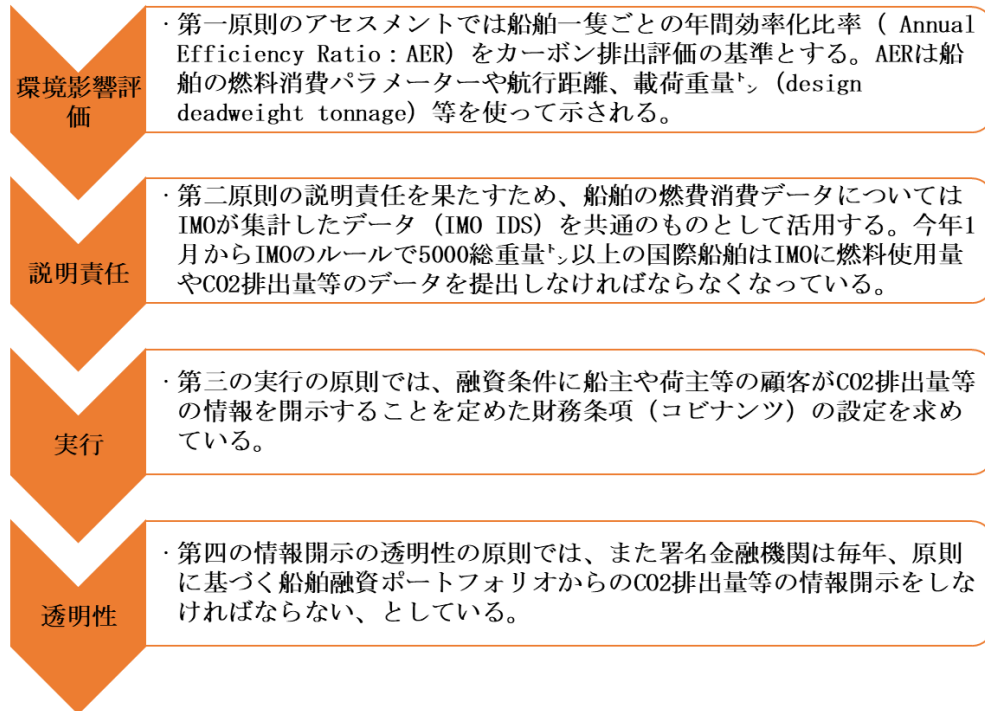 環境影響評
価
・第一原則のアセスメントでは船舶一隻ごとの年間効率化比率（ Annual
Efficiency Ratio：AER）をカーボン排出評価の基準とする。AERは船
舶の燃料消費パラメーターや航行距離、載荷重量㌧（design
deadweight tonnage）等を使って示される。
説明責任
・第二原則の説明責任を果たすため、船舶の燃費消費データについては
IMOが集計したデータ（IMO IDS）を共通のものとして活用する。今年1
月からIMOのルールで5000総重量㌧以上の国際船舶はIMOに燃料使用量
やCO2排出量等のデータを提出しなければならなくなっている。
実行
・第三の実行の原則では、融資条件に船主や荷主等の顧客がCO2排出量等
の情報を開示することを定めた財務条項（コビナンツ）の設定を求め
ている。
透明性
・第四の情報開示の透明性の原則では、また署名金融機関は毎年、原則
に基づく船舶融資ポートフォリオからのCO2排出量等の情報開示をしな
ければならない、としている。